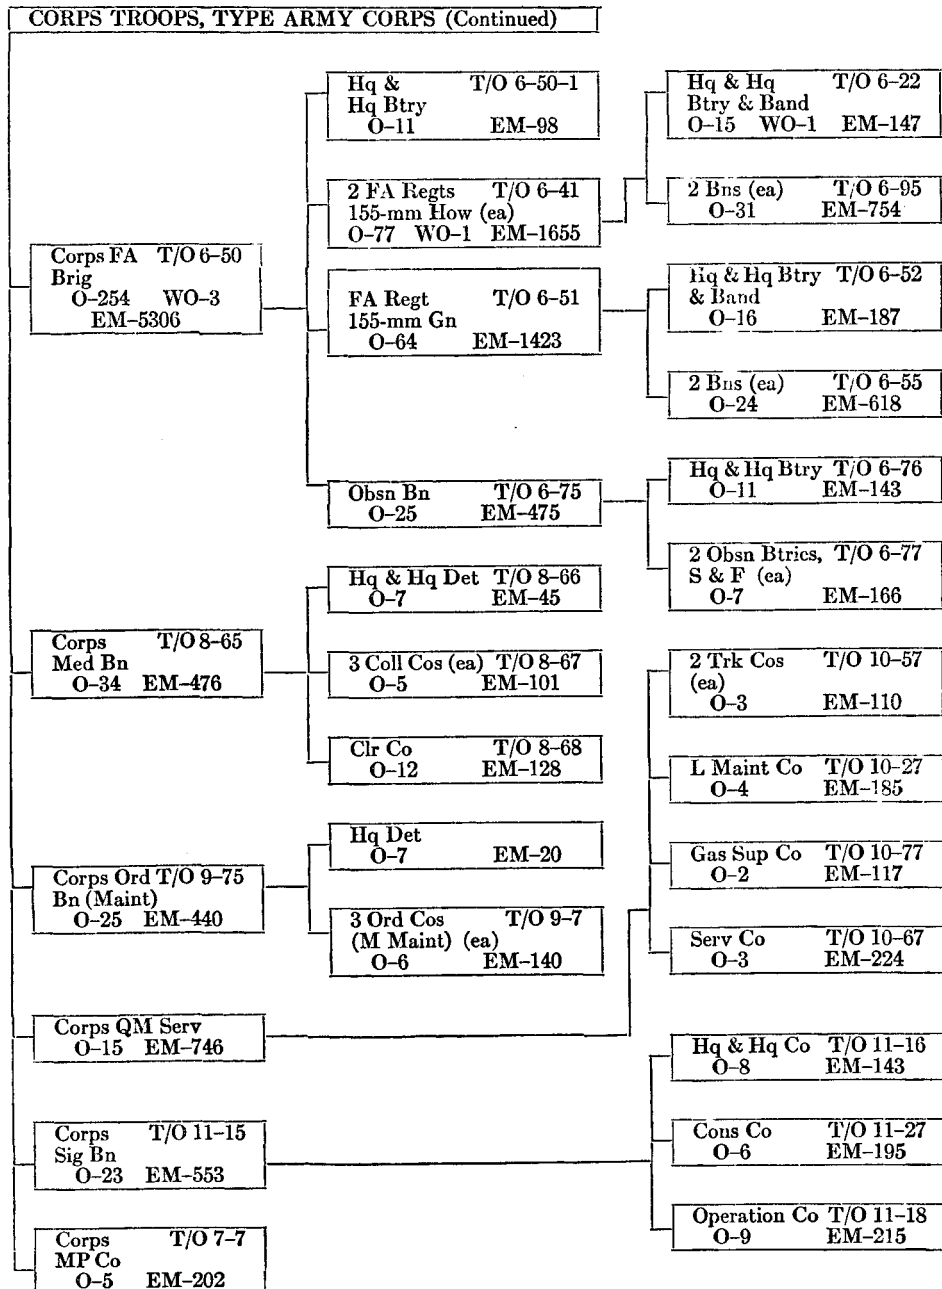 CORPS TROOPS, TYPE ARMY CORPS (Continued)
Corps FA T/O 6–50
Brig
O–254 WO–3
EM–5306
Hq & T/O 6–50–1
Hq Btry
O–11 EM–98
2 FA Regts T/O 6–41
155-mm How (ea)
O–77 WO–1 EM–1655
Hq & Hq T/O 6–22
Btry & Band
O–15 WO–1 EM–147
2 Bns (ea) T/O 6–95
O–31 EM–754
FA Regt T/O 6–51
155-mm Gn
O–64 EM–1423
Hq & Hq Btry T/O 6–52
& Band
O–16 EM–187
2 Bns (ea) T/O 6–55
O–24 EM–618
Obsn Bn T/O 6–75
O–25 EM–475
Hq & Hq Btry T/O 6–76
O–11 EM–143
2 Obsn Btries, T/O 6–77
S & F (ea)
O–7 EM–166
Corps T/O 8–65
Med Bn
O–34 EM–476
Hq & Hq Det T/O 8–66
O–7 EM–45
3 Coll Cos (ea) T/O 8–67
O–5 EM–101
Clr Co T/O 8–68
O–12 EM–128
Corps Ord T/O 9–75
Bn (Maint)
O–25 EM–440
Hq Det
O–7 EM–20
3 Ord Cos T/O 9–7
(M Maint) (ea)
O–6 EM–140
Corps QM Serv
O–15 EM–746
2 Trk Cos T/O 10–57
(ea)
O–3 EM–110
L Maint Co T/O 10–27
O–4 EM–185
Gas Sup Co T/O 10–77
O–2 EM–117
Serv Co T/O 10–67
O–3 EM–224
Corps T/O 11–15
Sig Bn
O–23 EM–553
Hq & Hq Co T/O 11–16
O–8 EM–143
Cons Co T/O 11–27
O–6 EM–195
Operation Co T/O 11–18
O–9 EM–215
Corps T/O 7–7
MP Co
O–5 EM–202